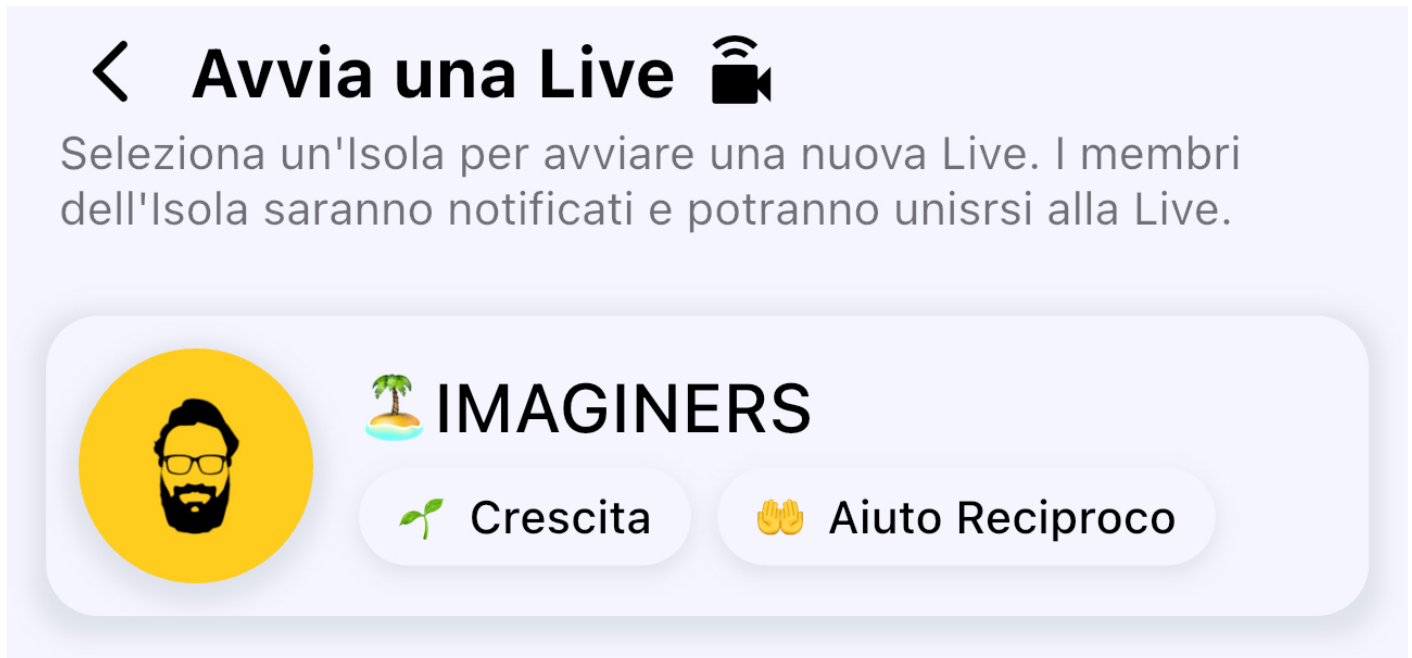 Avvia una Live
Seleziona un'Isola per avviare una nuova Live. I membri
dell'Isola saranno notificati e potranno unisrsi alla Live.
🏝️IMAGINERS
🌱 Crescita 🤲 Aiuto Reciproco